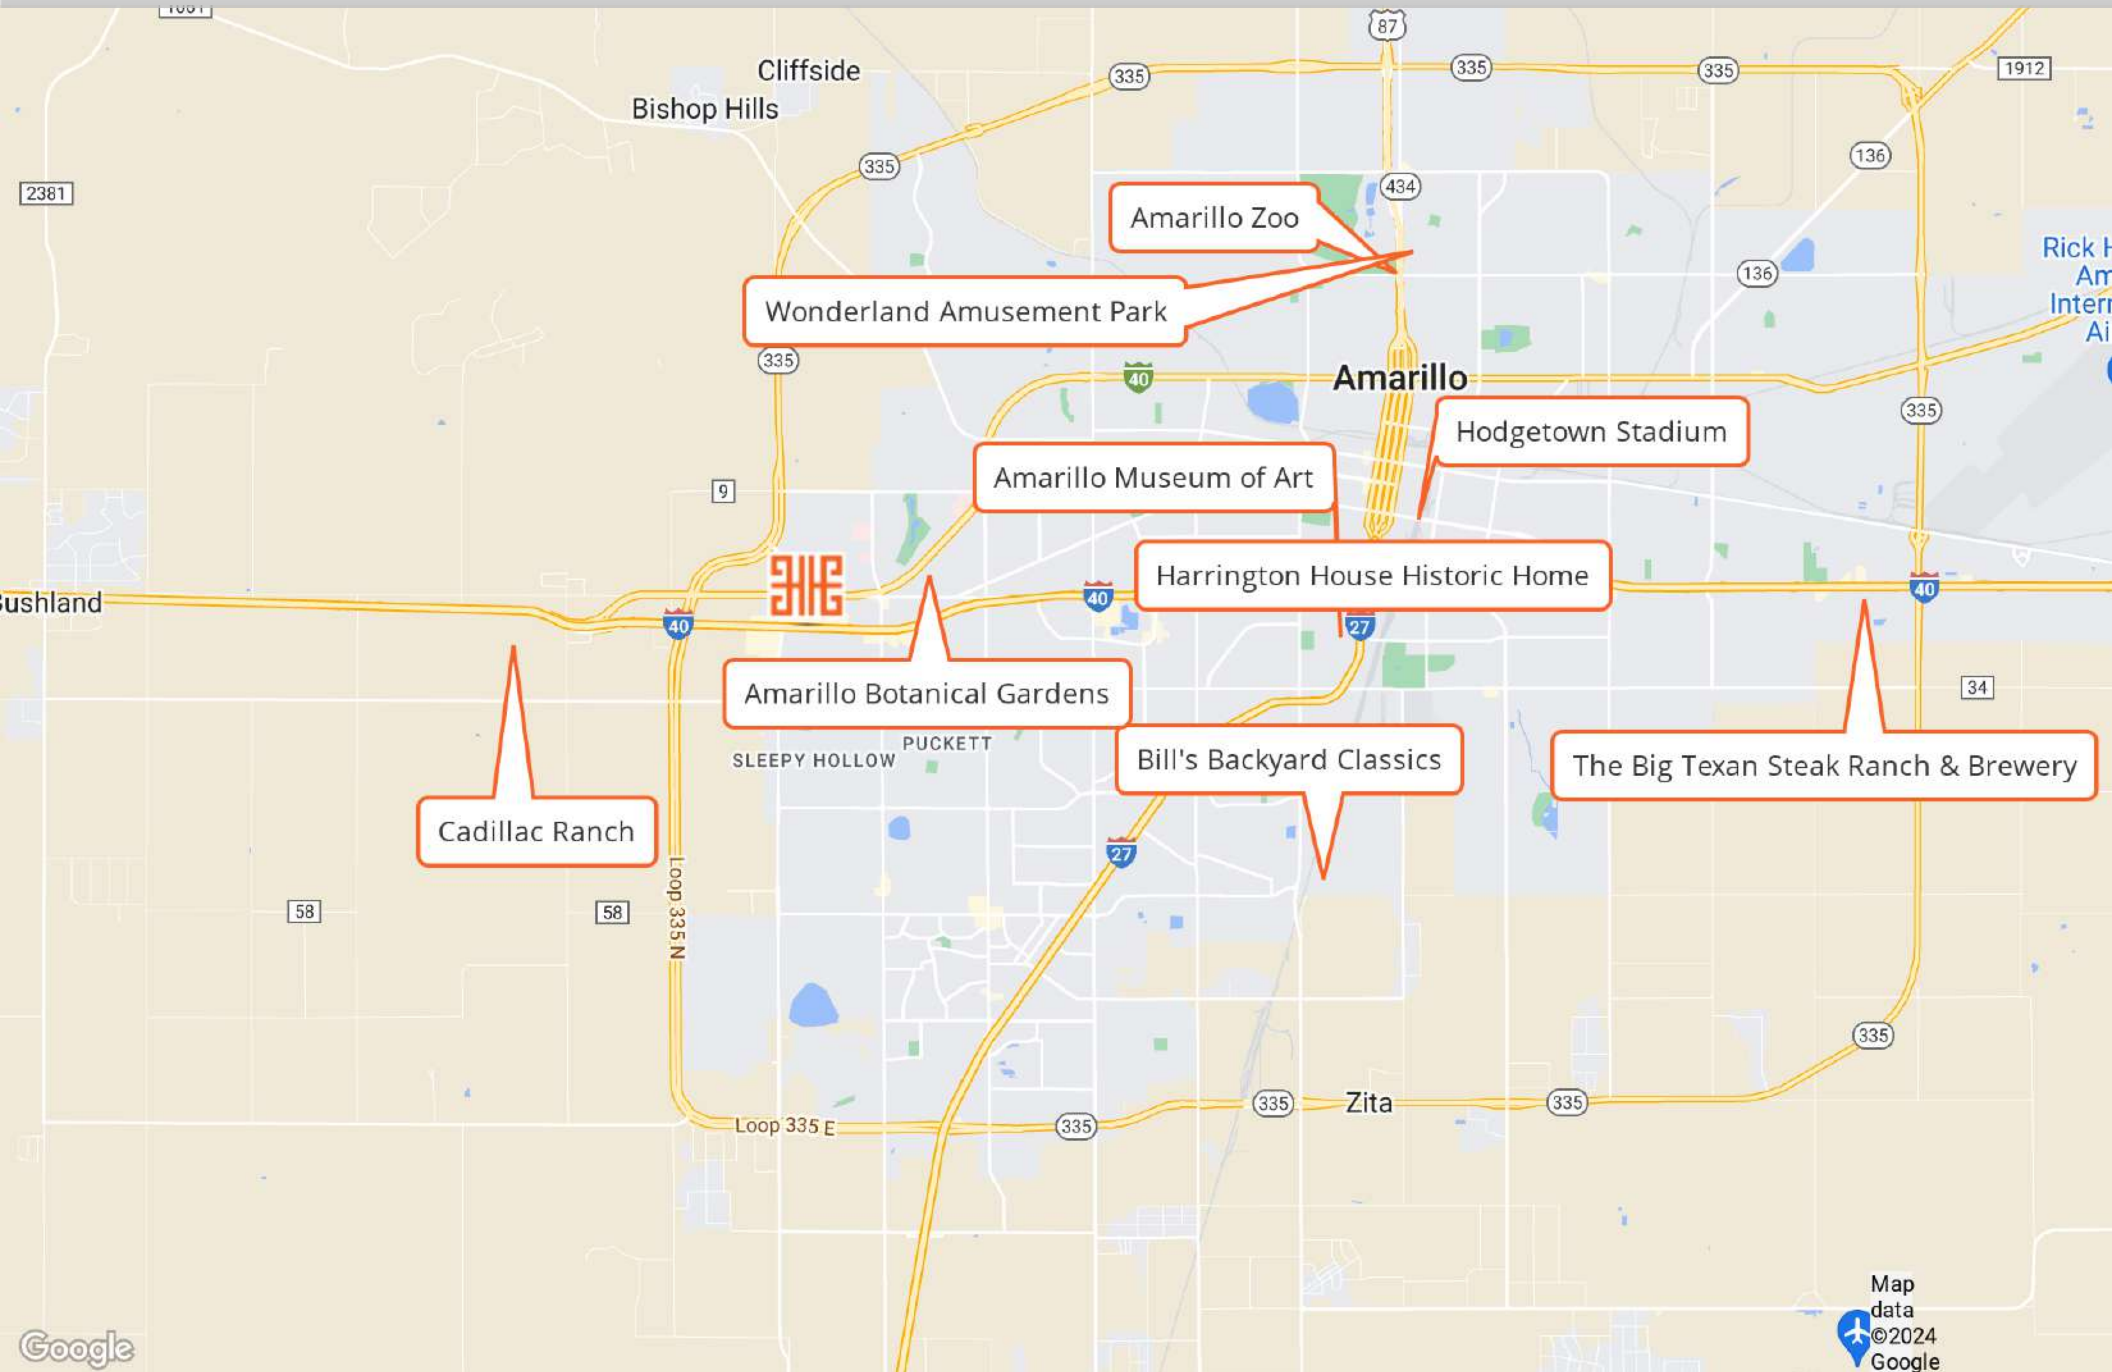 87
Cliffside
335
335
335
1912
Bishop Hills
335
136
2381
434
Amarillo Zoo
136
Wonderland Amusement Park
335
40
Amarillo
335
Hodgetown Stadium
Amarillo Museum of Art
9
Harrington House Historic Home
40
40
40
27
34
Amarillo Botanical Gardens
PUCKETT
SLEEPY HOLLOW
Bill's Backyard Classics
The Big Texan Steak Ranch & Brewery
Cadillac Ranch
27
Loop 335 N
58
58
335
335
Zita
335
Loop 335 E
335
Map
data
©2024
Google
Google